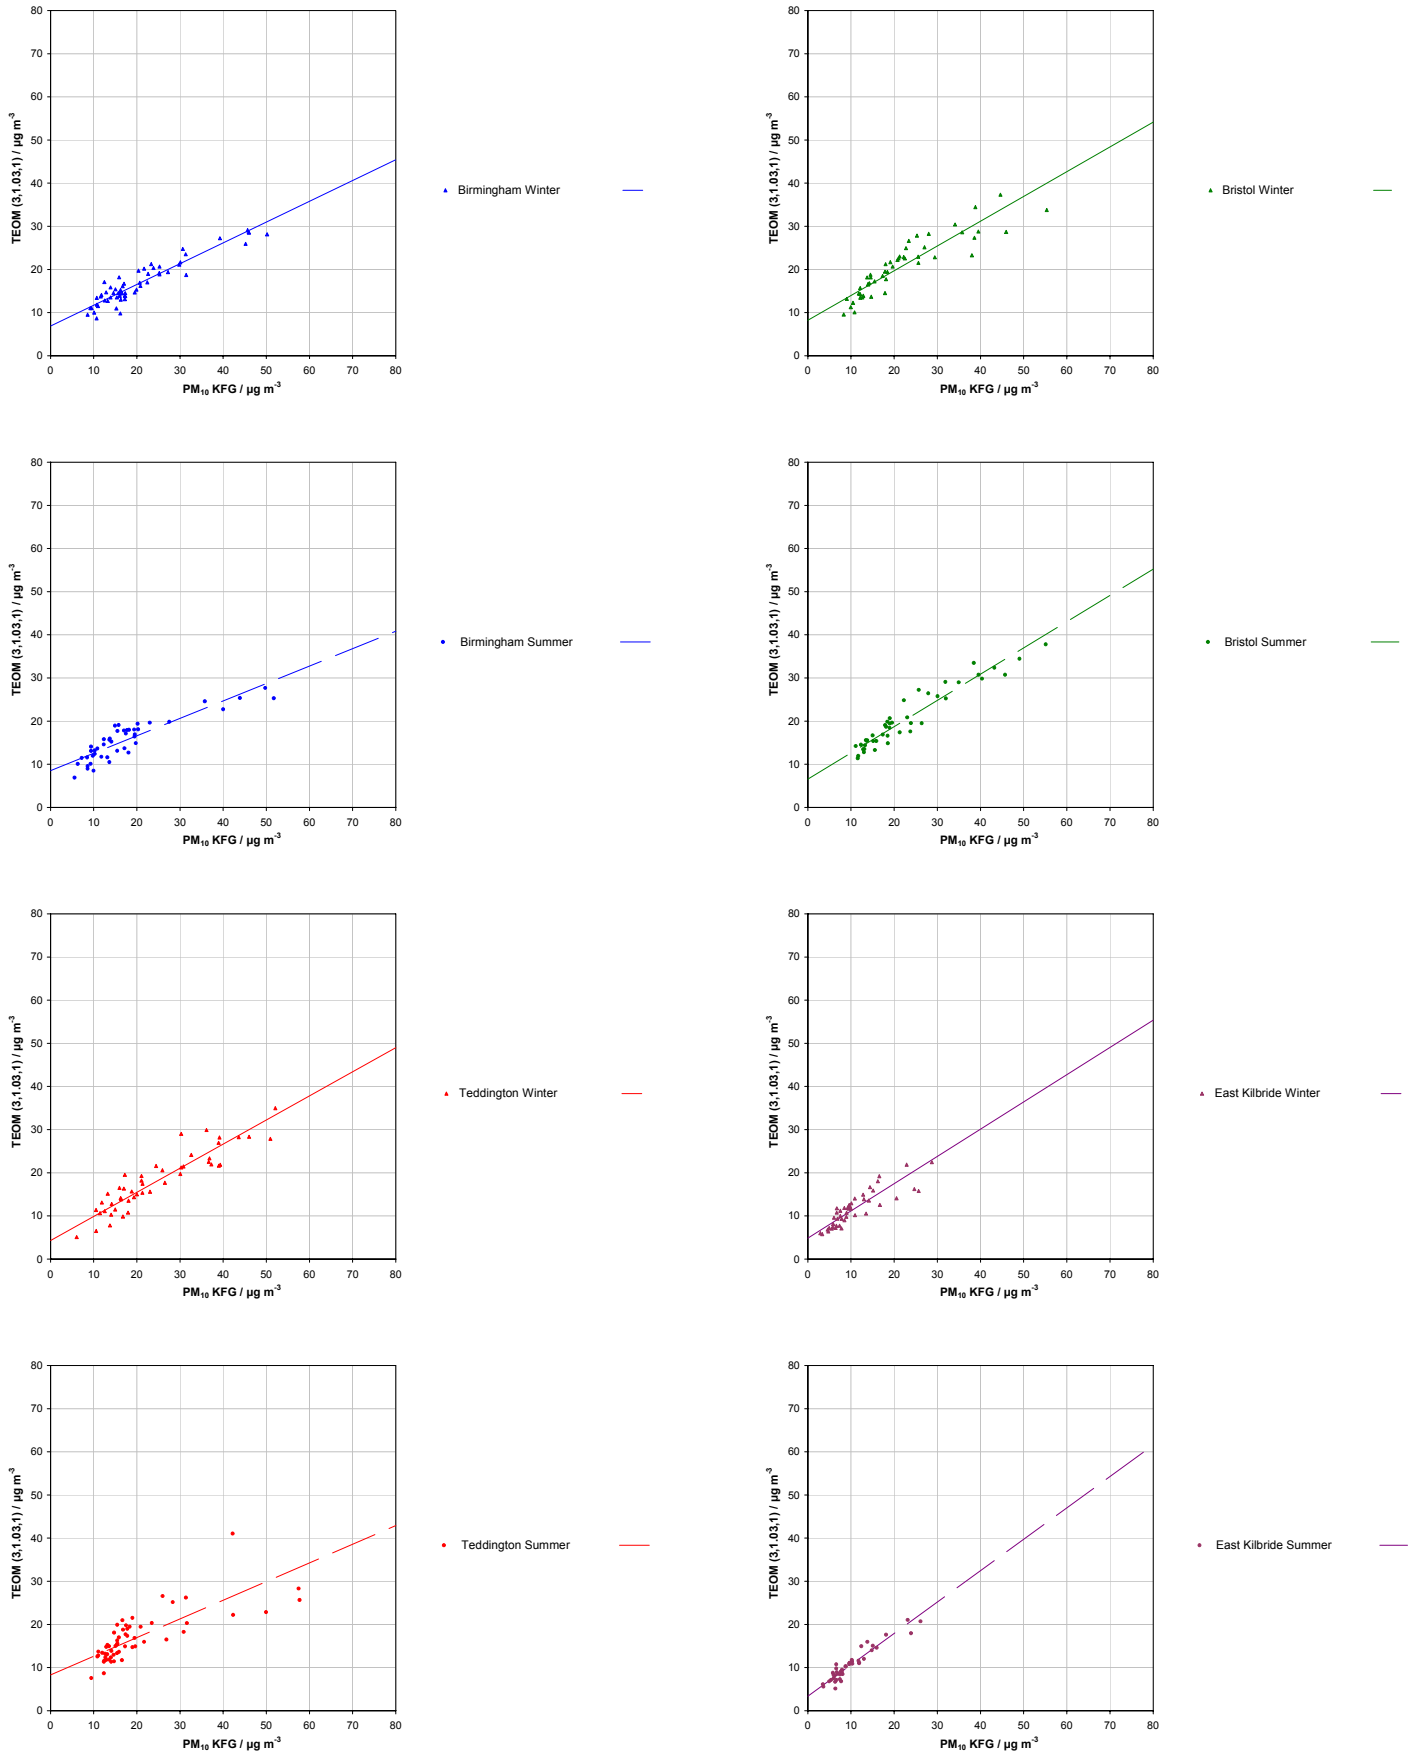 80
70
60
50
40
30
20
10
0
TEOM (3,1.03,1) / µg m⁻³
0 10 20 30 40 50 60 70 80
PM₁₀ KFG / µg m⁻³
Birmingham Winter
80
70
60
50
40
30
20
10
0
TEOM (3,1.03,1) / µg m⁻³
0 10 20 30 40 50 60 70 80
PM₁₀ KFG / µg m⁻³
Bristol Winter
80
70
60
50
40
30
20
10
0
TEOM (3,1.03,1) / µg m⁻³
0 10 20 30 40 50 60 70 80
PM₁₀ KFG / µg m⁻³
Birmingham Summer
80
70
60
50
40
30
20
10
0
TEOM (3,1.03,1) / µg m⁻³
0 10 20 30 40 50 60 70 80
PM₁₀ KFG / µg m⁻³
Bristol Summer
80
70
60
50
40
30
20
10
0
TEOM (3,1.03,1) / µg m⁻³
0 10 20 30 40 50 60 70 80
PM₁₀ KFG / µg m⁻³
Teddington Winter
80
70
60
50
40
30
20
10
0
TEOM (3,1.03,1) / µg m⁻³
0 10 20 30 40 50 60 70 80
PM₁₀ KFG / µg m⁻³
East Kilbride Winter
80
70
60
50
40
30
20
10
0
TEOM (3,1.03,1) / µg m⁻³
0 10 20 30 40 50 60 70 80
PM₁₀ KFG / µg m⁻³
Teddington Summer
80
70
60
50
40
30
20
10
0
TEOM (3,1.03,1) / µg m⁻³
0 10 20 30 40 50 60 70 80
PM₁₀ KFG / µg m⁻³
East Kilbride Summer